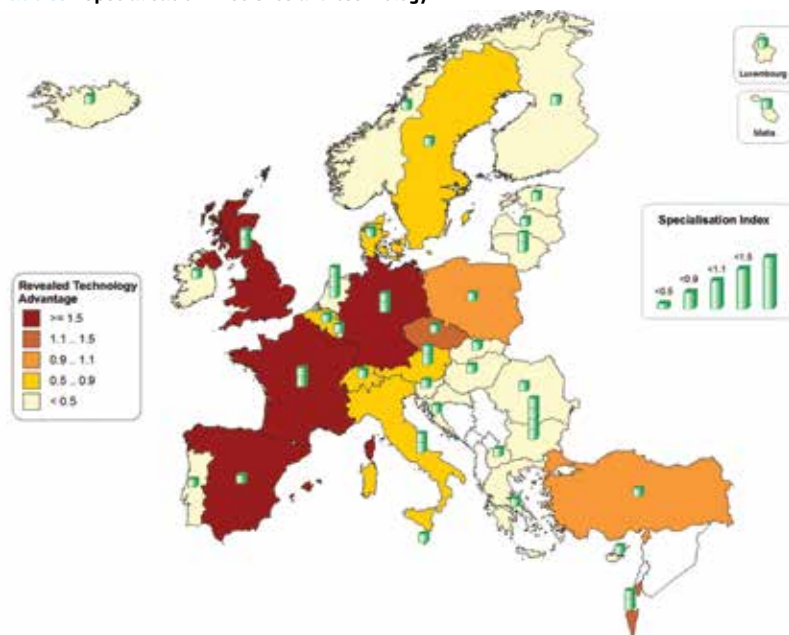 Luxembourg
Malta
Specialisation Index
<0.5
<0.9
<1.1
<1.5
Revealed Technology
Advantage
>= 1.5
1.1 .. 1.5
0.9 .. 1.1
0.5 .. 0.9
< 0.5